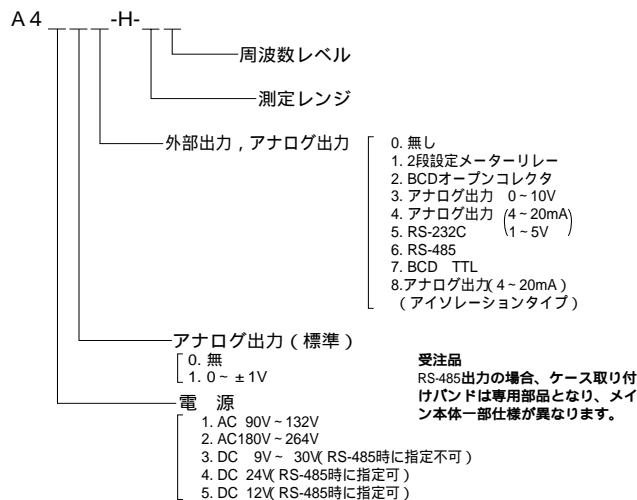 A 4 _ _ _ -H- _ _
周波数レベル
測定レンジ
外部出力 , アナログ出力
0. 無し
1. 2段設定メーターリレー
2. BCDオープンコレクタ
3. アナログ出力 0 ~ 10V
4. アナログ出力 (4 ~ 20mA)
5. RS-232C (1 ~ 5V)
6. RS-485
7. BCD TTL
8.アナログ出力( 4 ~ 20mA )
( アイソレーションタイプ )
アナログ出力 ( 標準 )
0. 無
1. 0 ~ ± 1V
受注品
RS-485出力の場合、ケース取り付
けバンドは専用部品となり、メイ
ン本体一部仕様が異なります。
電 源
1. AC 90V ~ 132V
2. AC180V ~ 264V
3. DC 9V ~ 30V( RS-485時に指定不可 )
4. DC 24V( RS-485時に指定可 )
5. DC 12V( RS-485時に指定可 )